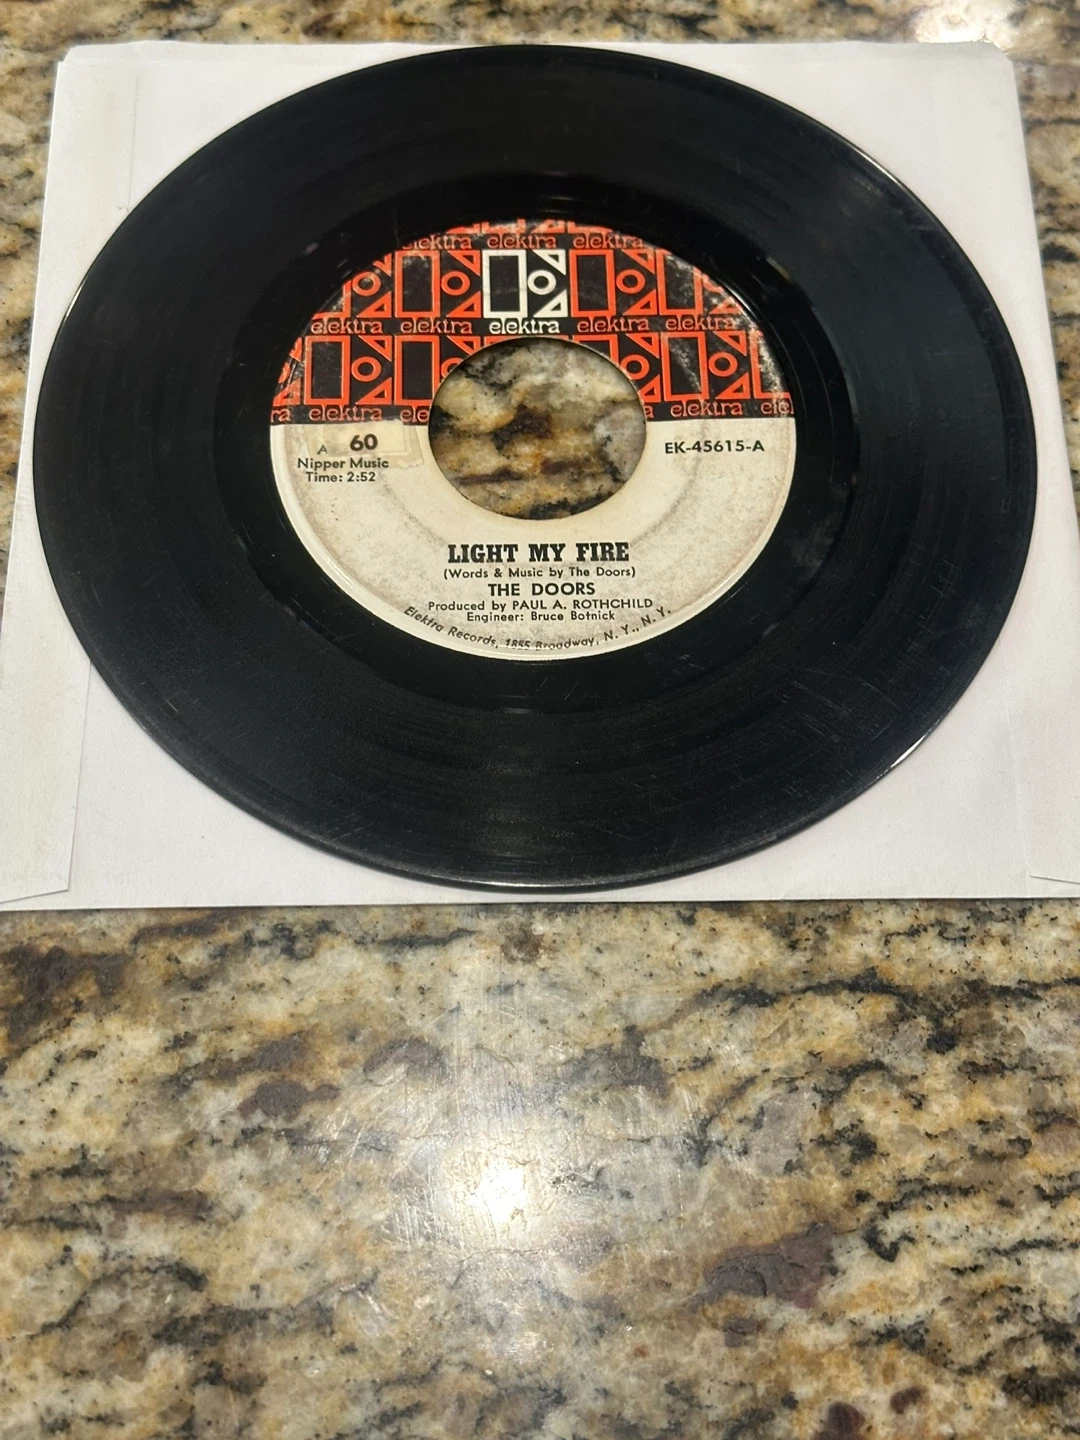 elektra elektra elektra
elektra elektra elektra elektra elektra
elektra elektra
A 60
Nipper Music
Time: 2:52
EK-45615-A
LIGHT MY FIRE
(Words & Music by The Doors)
THE DOORS
Produced by PAUL A. ROTHCHILD
Engineer: Bruce Botnick
Elektra Records, 1855 Broadway, N. Y., N. Y.